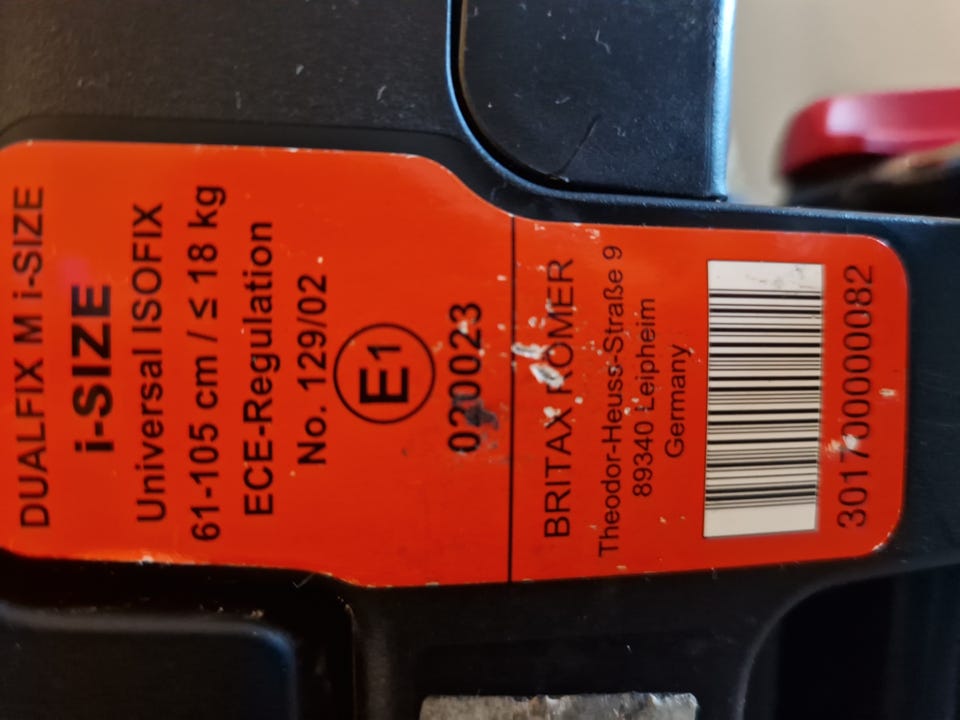 DUALFIX M i-SIZE
i-SIZE
Universal ISOFIX
61-105 cm / ≤ 18 kg
ECE-Regulation
No. 129/02
E1
020023
BRITAX RÖMER
Theodor-Heuss-Straße 9
89340 Leipheim
Germany
3017000000082